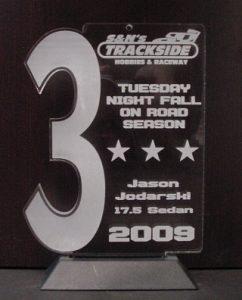 3
S&N's
TRACKSIDE
HOBBIES & RACEWAY
TUESDAY
NIGHT FALL
ON ROAD
SEASON
Jason
Jodarski
17.5 Sedan
2009